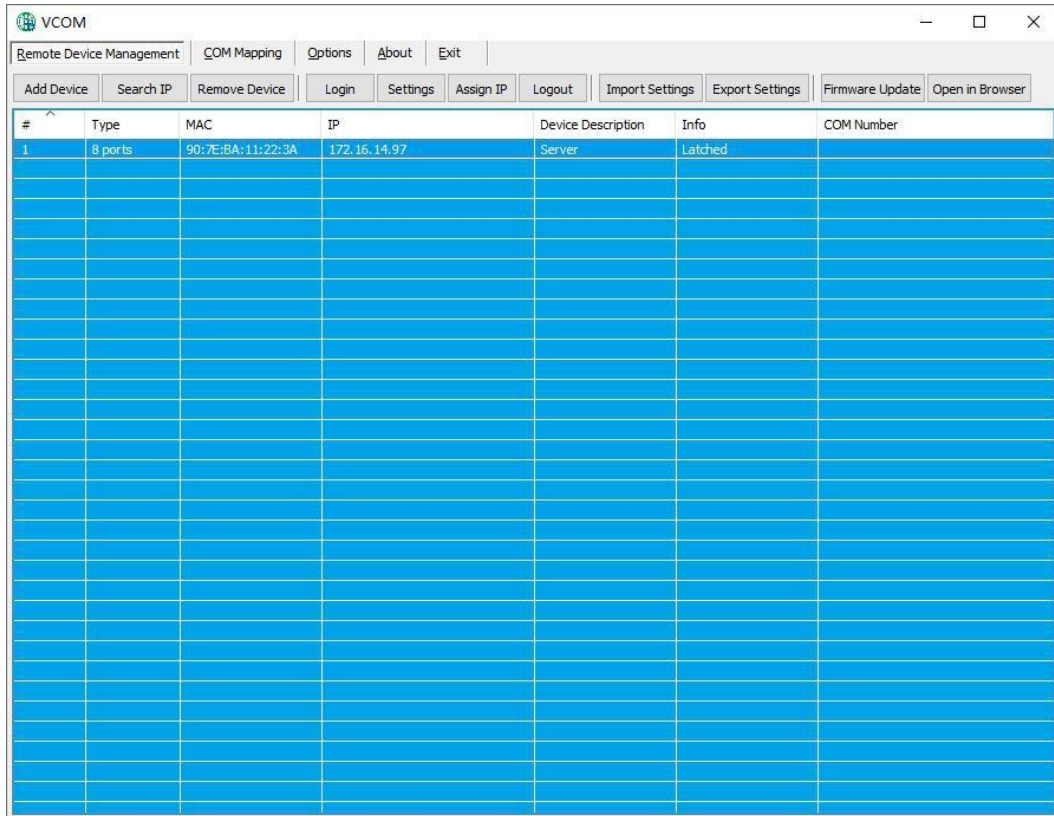 VCOM
Remote Device Management COM Mapping Options About Exit
Add Device Search IP Remove Device Login Settings Assign IP Logout Import Settings Export Settings Firmware Update Open in Browser
# Type MAC IP Device Description Info COM Number
1 8 ports 90:7E:BA:11:22:3A 172.16.14.97 Server Latched